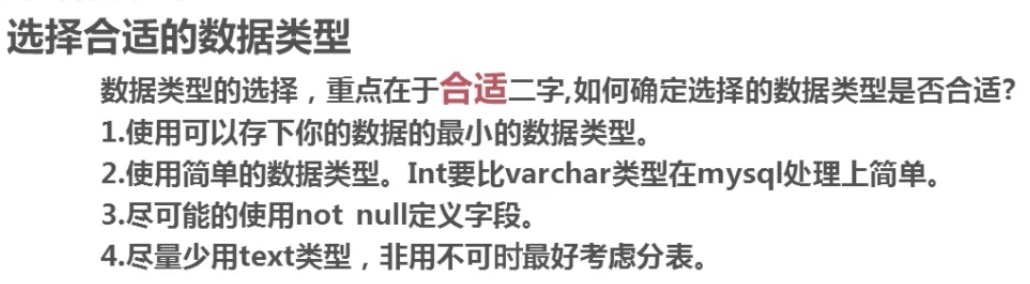 选择合适的数据类型
数据类型的选择，重点在于合适二字,如何确定选择的数据类型是否合适?
1.使用可以存下你的数据的最小的数据类型。
2.使用简单的数据类型。Int要比varchar类型在mysql处理上简单。
3.尽可能的使用not null定义字段。
4.尽量少用text类型，非用不可时最好考虑分表。